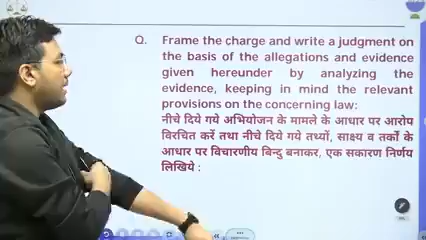 Q. Frame the charge and write a judgment on
the basis of the allegations and evidence
given hereunder by analyzing the
evidence, keeping in mind the relevant
provisions on the concerning law:
नीचे दिये गये अभियोजन के मामले के आधार पर आरोप
विरचित करें तथा नीचे दिये गये तथ्यों, साक्ष्य व तर्कों के
आधार पर विचारणीय बिन्दु बनाकर, एक सकारण निर्णय
लिखिये :